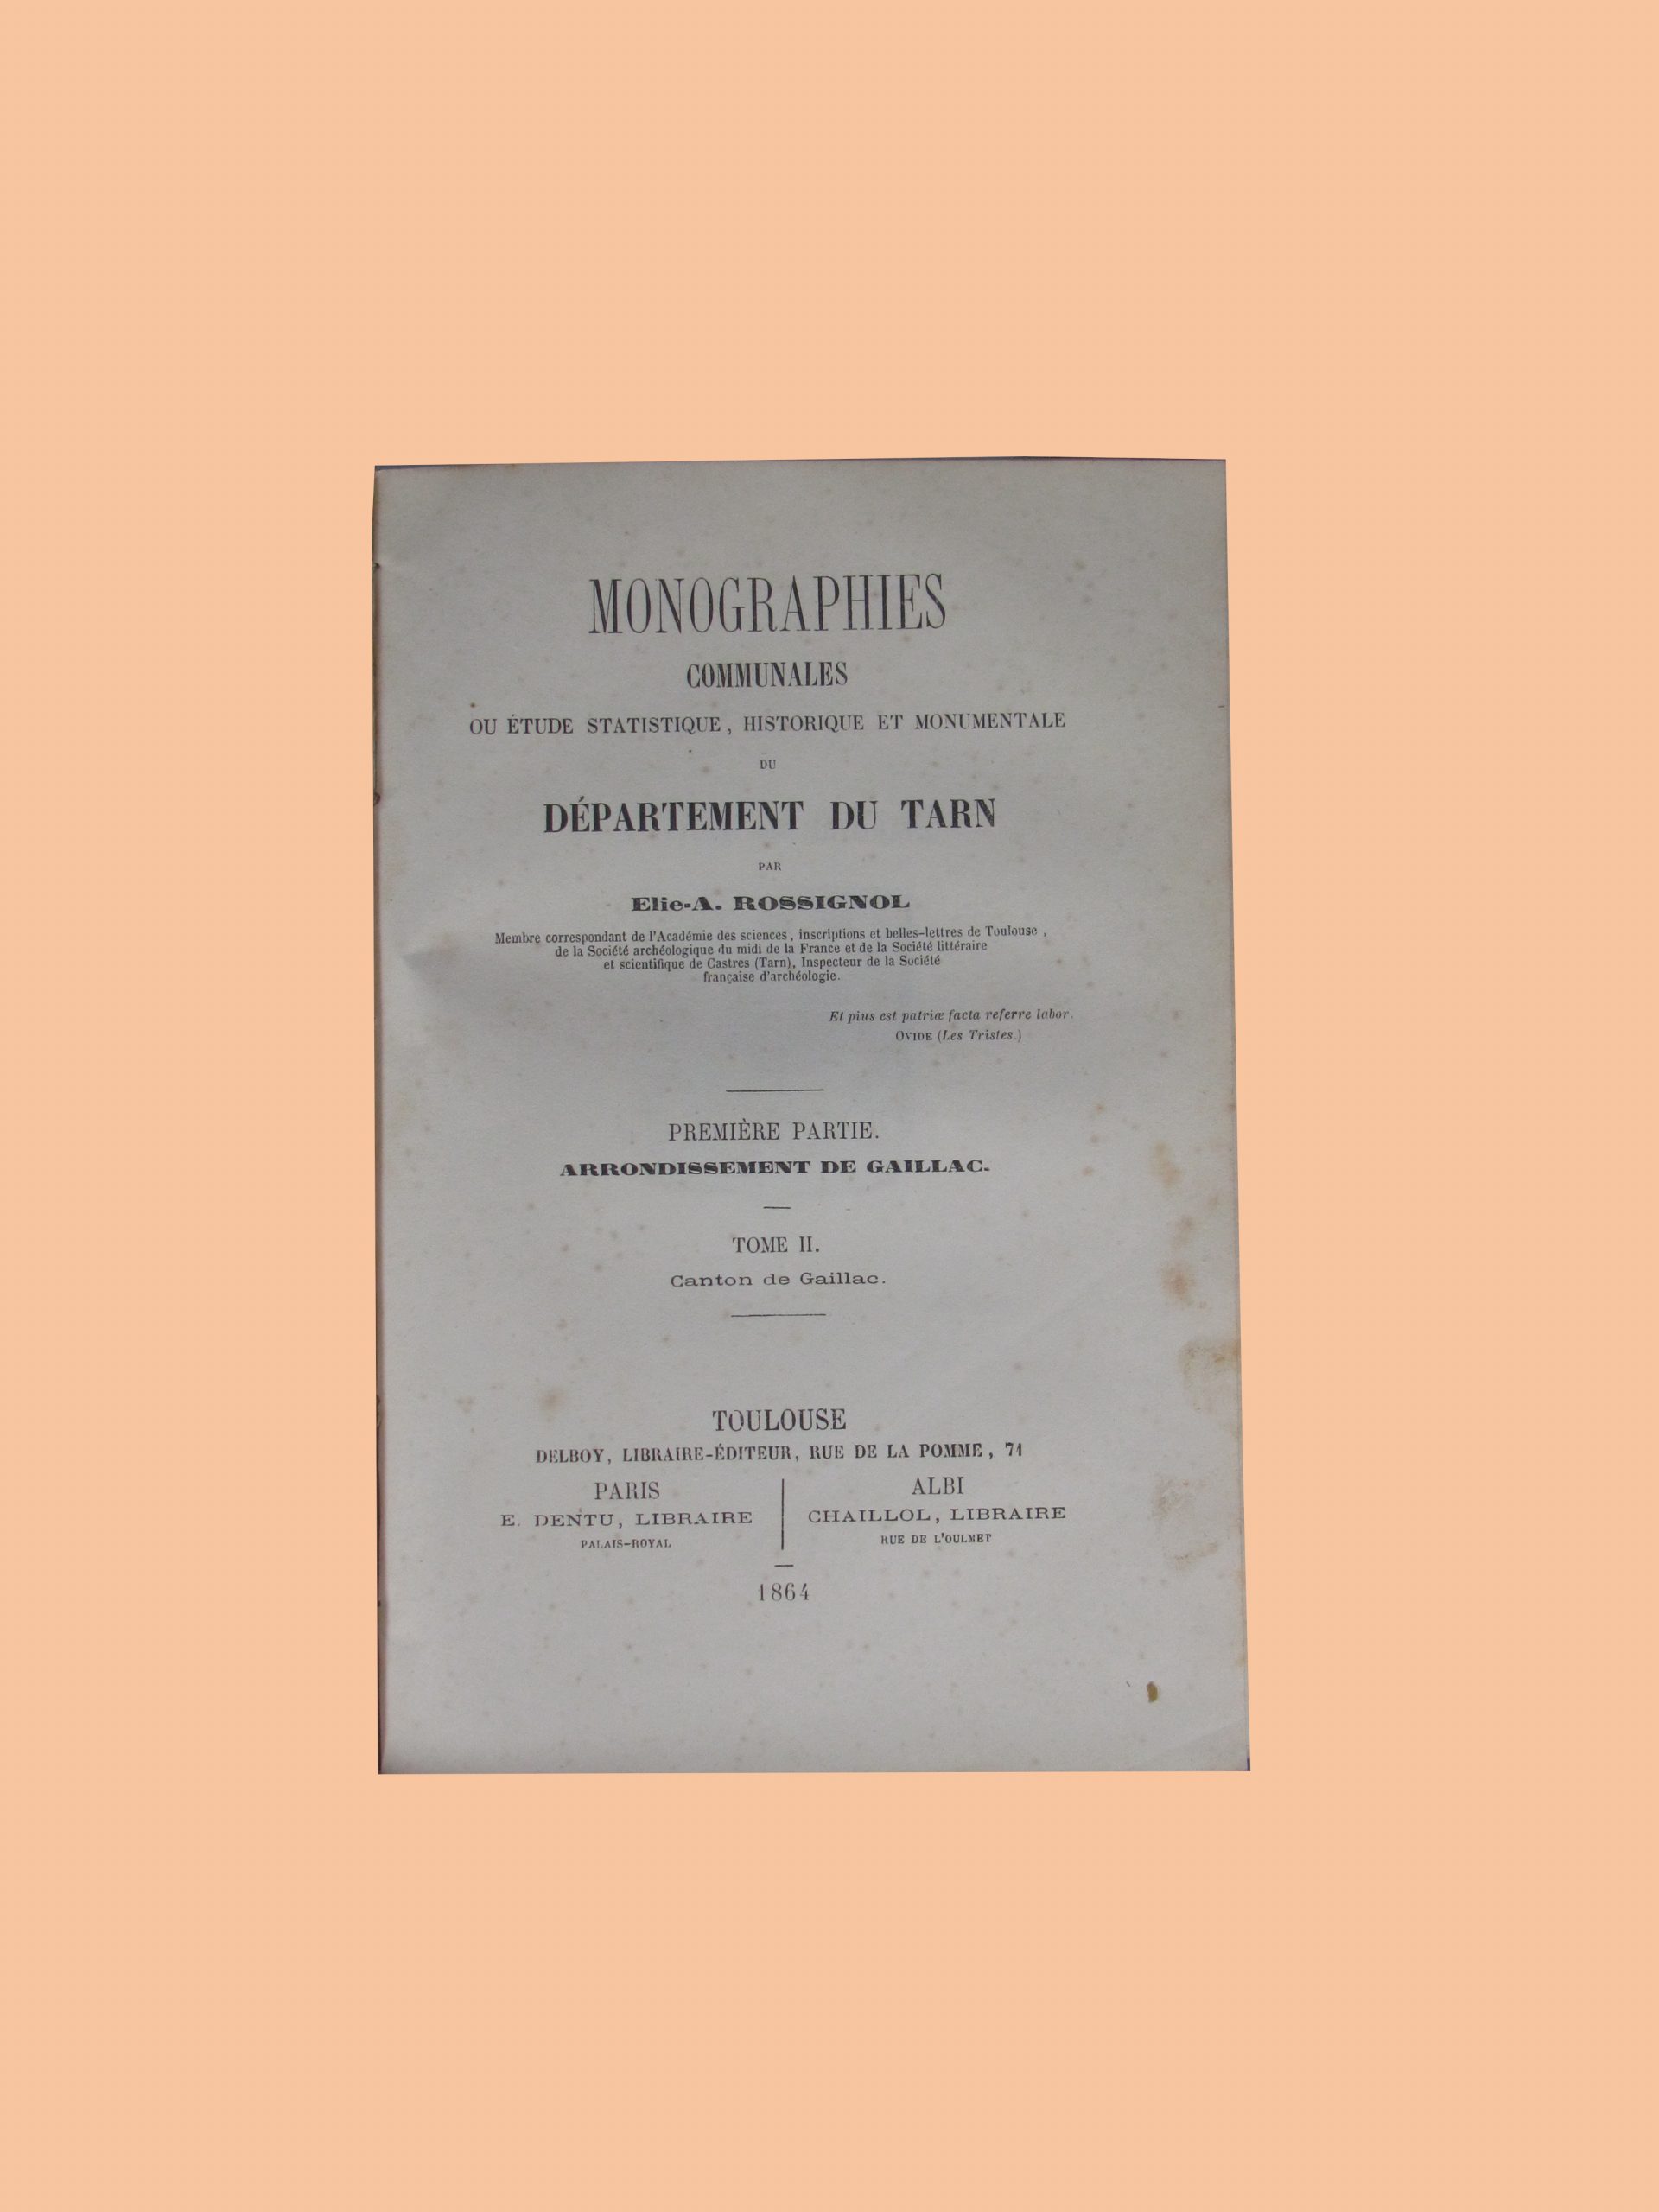 MONOGRAPHIES
COMMUNALES
OU ÉTUDE STATISTIQUE, HISTORIQUE ET MONUMENTALE
DU
DÉPARTEMENT DU TARN
PAR
Elie-A. ROSSIGNOL
Membre correspondant de l'Académie des sciences, inscriptions et belles-lettres de Toulouse,
de la Société archéologique du midi de la France et de la Société littéraire
et scientifique de Castres (Tarn), Inspecteur de la Société
française d'archéologie.
Et pius est patriæ facta referre labor.
OVIDE (Les Tristes.)
PREMIÈRE PARTIE.
ARRONDISSEMENT DE GAILLAC.
TOME II.
Canton de Gaillac.
TOULOUSE
DELBOY, LIBRAIRE-ÉDITEUR, RUE DE LA POMME, 71
PARIS
E. DENTU, LIBRAIRE
PALAIS-ROYAL
ALBI
CHAILLOL, LIBRAIRE
RUE DE L'OULMET
1864